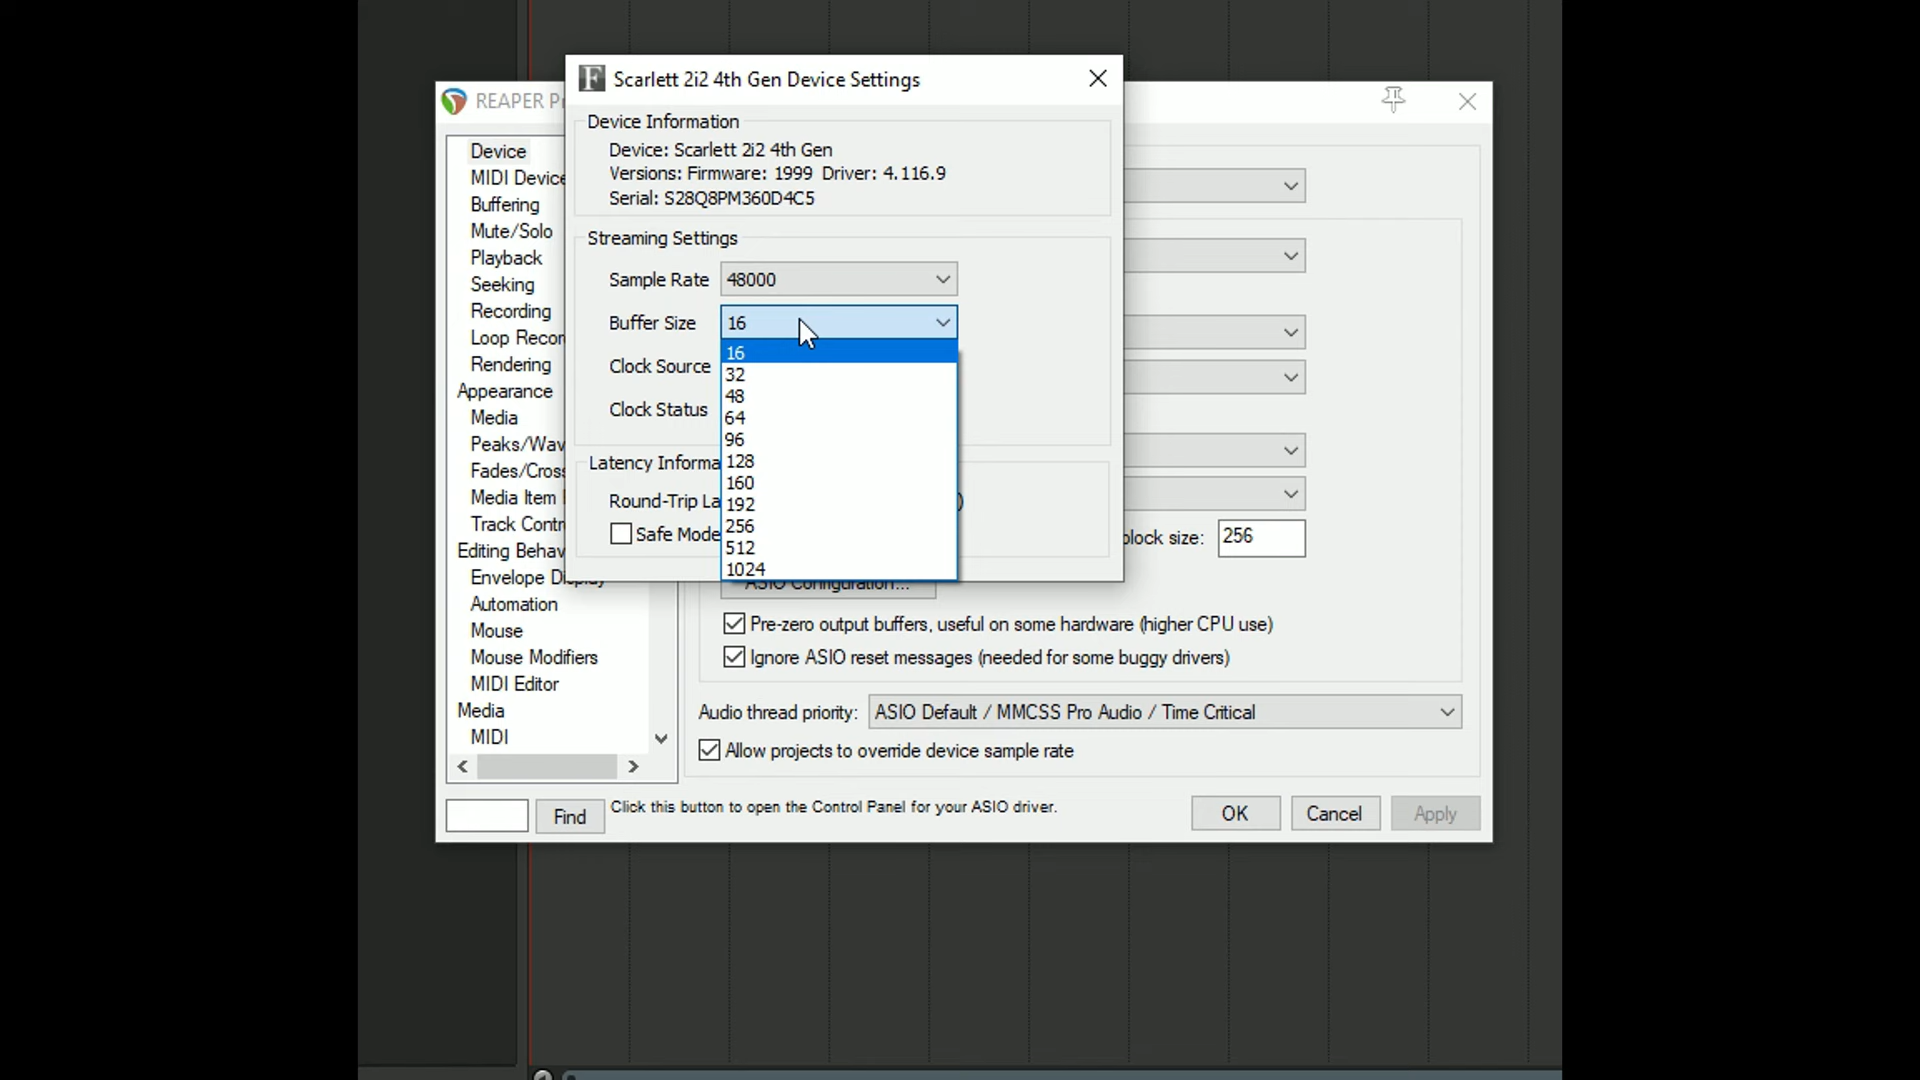 Scarlett 2i2 4th Gen Device Settings
REAPER Pr
Device Information
Device: Scarlett 2i2 4th Gen
Versions: Firmware: 1999 Driver: 4.116.9
Serial: S28Q8PM360D4C5
Streaming Settings
Sample Rate 48000
Buffer Size 16
16
32
48
64
96
128
160
192
256
512
1024
Clock Source
Clock Status
Latency Informa
Round-Trip La
)
Safe Mode
Device
MIDI Device
Buffering
Mute/Solo
Playback
Seeking
Recording
Loop Recor
Rendering
Appearance
Media
Peaks/Wav
Fades/Cross
Media Item
Track Contr
Editing Behav
Envelope Display
Automation
Mouse
Mouse Modifiers
MIDI Editor
Media
MIDI
block size: 256
ASIO Configuration...
Pre-zero output buffers, useful on some hardware (higher CPU use)
Ignore ASIO reset messages (needed for some buggy drivers)
Audio thread priority: ASIO Default / MMCSS Pro Audio / Time Critical
Allow projects to override device sample rate
Find
Click this button to open the Control Panel for your ASIO driver.
OK
Cancel
Apply